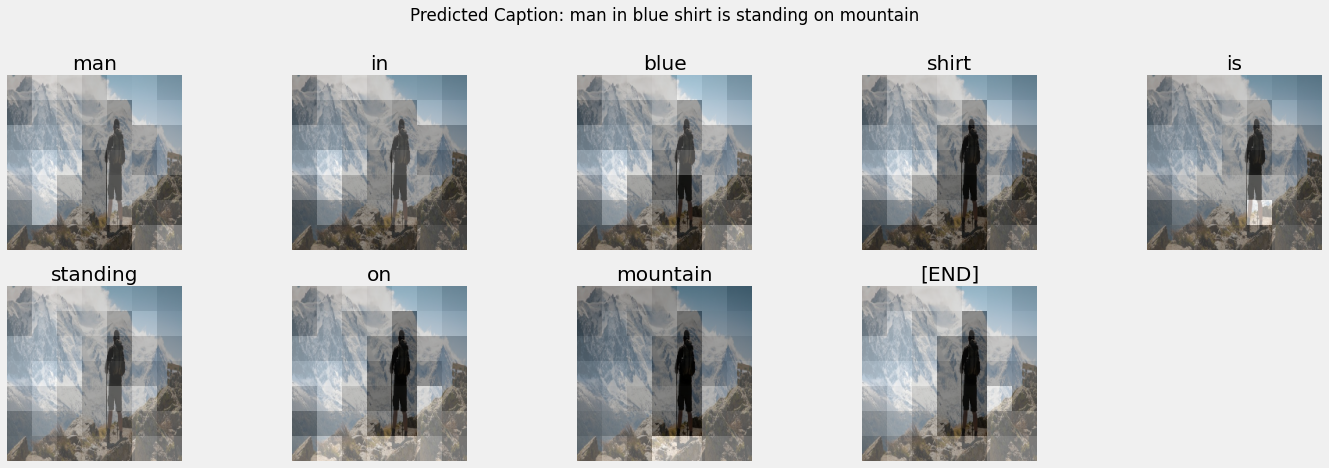 Predicted Caption: man in blue shirt is standing on mountain
man in blue shirt is
standing on mountain [END]